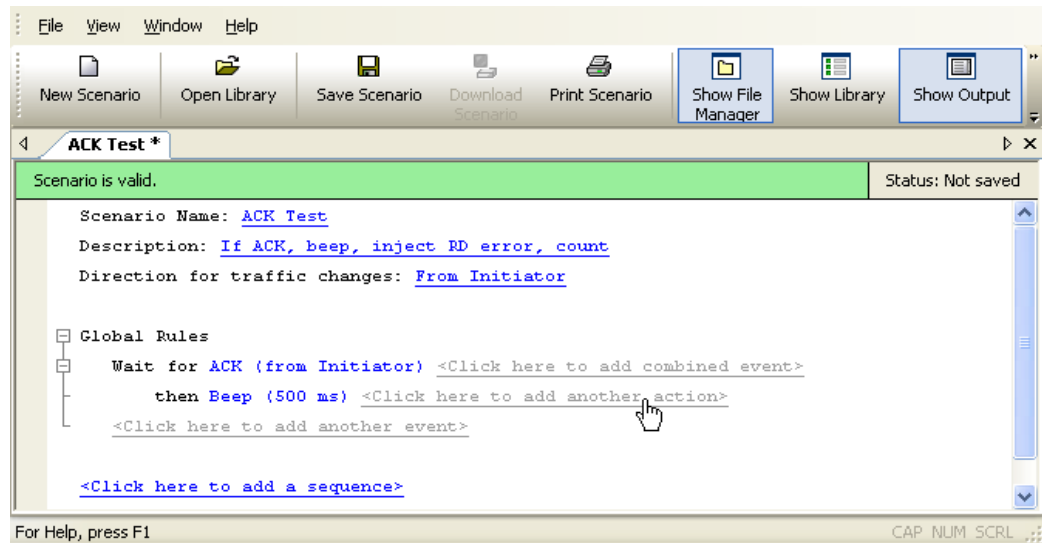 File View Window Help
New Scenario Open Library Save Scenario Download Scenario Print Scenario Show File Manager Show Library Show Output
ACK Test *
Scenario is valid. Status: Not saved
Scenario Name: ACK Test
Description: If ACK, beep, inject RD error, count
Direction for traffic changes: From Initiator
Global Rules
Wait for ACK (from Initiator) <Click here to add combined event>
then Beep (500 ms) <Click here to add another action>
<Click here to add another event>
<Click here to add a sequence>
For Help, press F1 CAP NUM SCRL